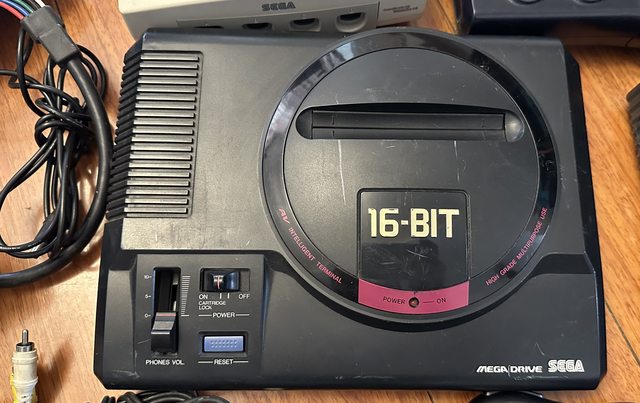 SEGA
16-BIT
AV INTELLIGENT TERMINAL
HIGH GRADE MULTIPURPOSE USE
POWER ON
10
5
0
ON OFF
CARTRIDGE
LOCK
POWER
PHONES VOL
RESET
MEGA DRIVE SEGA